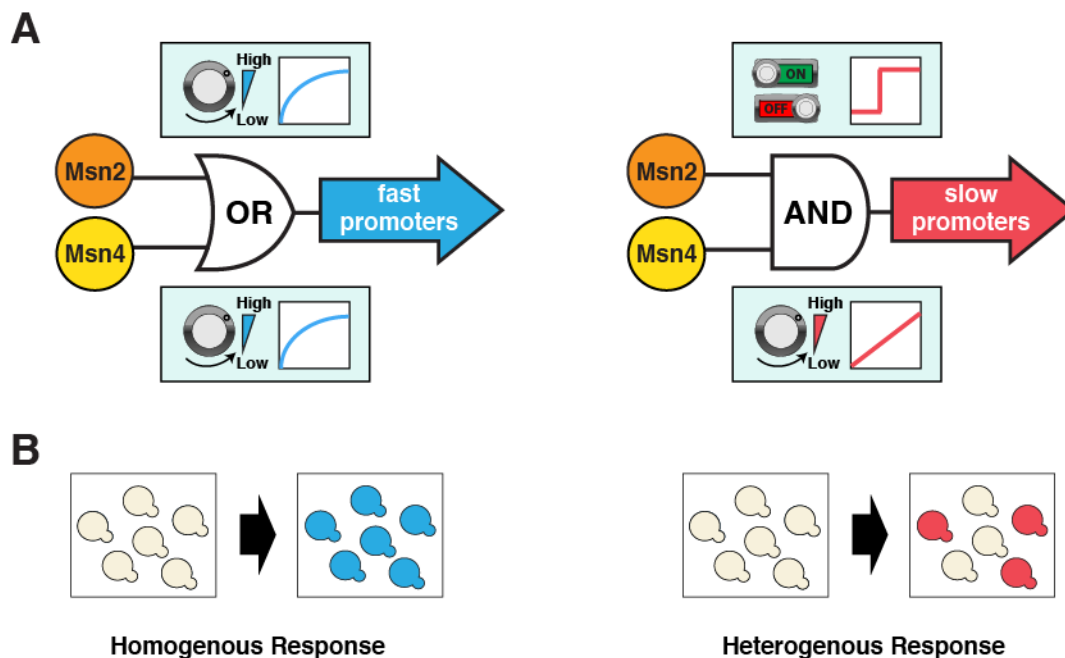 A
High
Low
Msn2
Msn4
OR
fast
promoters
High
Low
ON
OFF
Msn2
Msn4
AND
slow
promoters
High
Low
B
Homogenous Response
Heterogenous Response